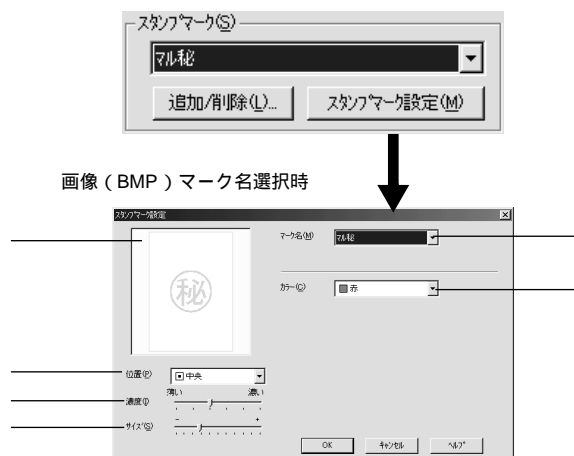 スタンプマーク(S)
マル秘
追加/削除(L)... スタンプマーク設定(M)
画像（BMP）マーク名選択時
スタンプマーク設定
マーク名(M) マル秘
秘
カラー(C) 赤
位置(P) 中央
薄い 濃い
濃度(I)
- +
サイズ(S)
OK キャンセル ヘルプ